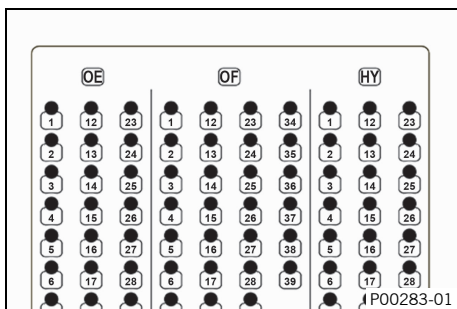 OE OF HY
1 12 23 1 12 23 34 1 12 23
2 13 24 2 13 24 35 2 13 24
3 14 25 3 14 25 36 3 14 25
4 15 26 4 15 26 37 4 15 26
5 16 27 5 16 27 38 5 16 27
6 17 28 6 17 28 39 6 17 28
P00283-01